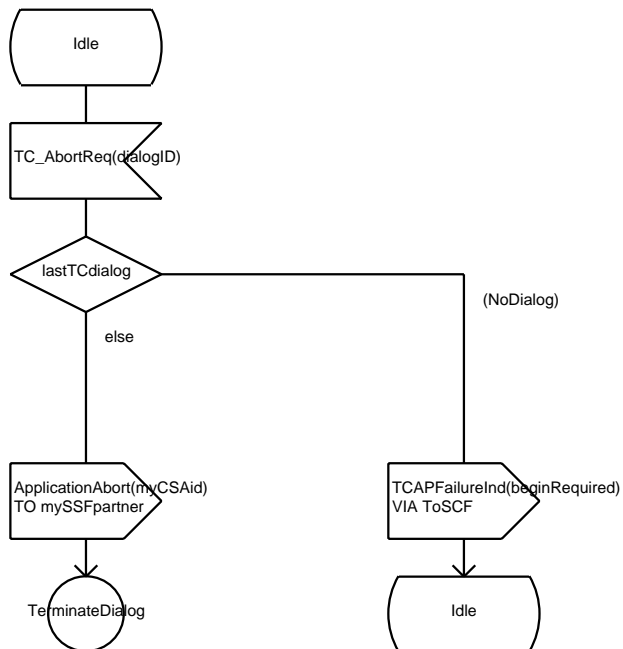 Idle
TC_AbortReq(dialogID)
lastTCdialog
(NoDialog)
else
ApplicationAbort(myCSAid)
TO mySSFpartner
TCAPFailureInd(beginRequired)
VIA ToSCF
TerminateDialog
Idle